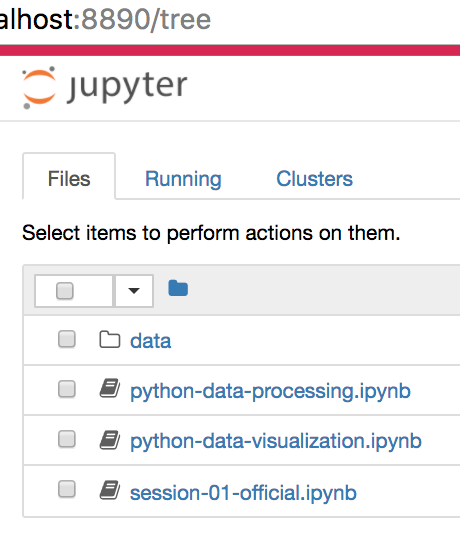 alhost:8890/tree
jupyter
Files Running Clusters
Select items to perform actions on them.
data
python-data-processing.ipynb
python-data-visualization.ipynb
session-01-official.ipynb